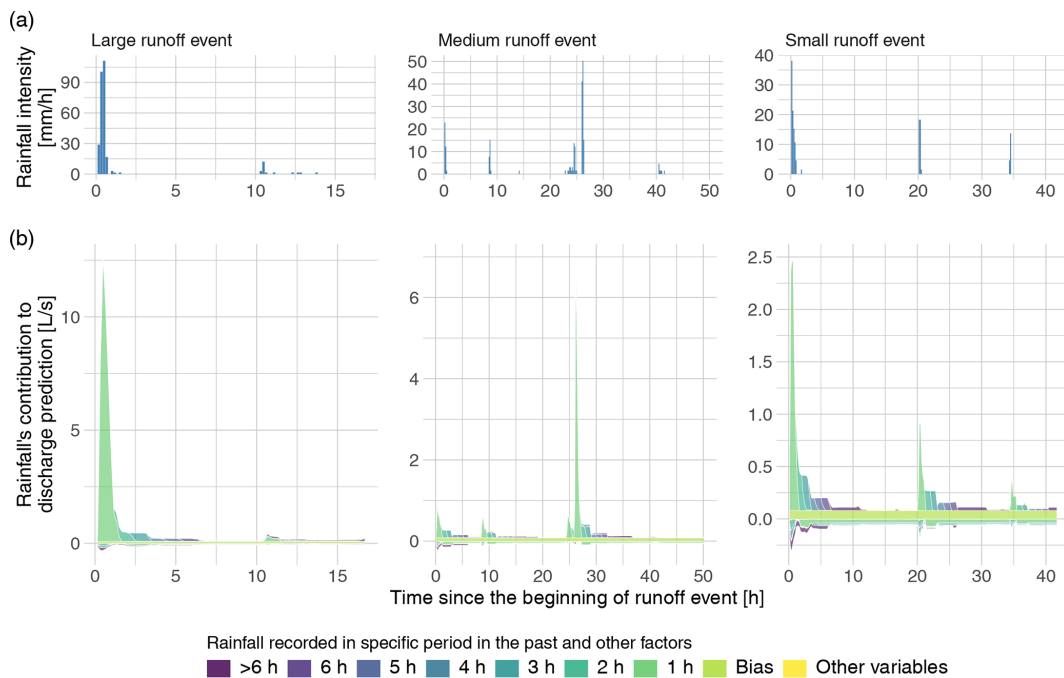 (a)
Large runoff event
Medium runoff event
Small runoff event
Rainfall intensity
[mm/h]
90
60
30
0
0 5 10 15
50
40
30
20
10
0
0 10 20 30 40 50
40
30
20
10
0
0 10 20 30 40
(b)
Rainfall's contribution to
discharge prediction [L/s]
10
5
0
0 5 10 15
6
4
2
0
0 10 20 30 40 50
2.5
2.0
1.5
1.0
0.5
0.0
0 10 20 30 40
Time since the beginning of runoff event [h]
Rainfall recorded in specific period in the past and other factors
>6 h 6 h 5 h 4 h 3 h 2 h 1 h Bias Other variables